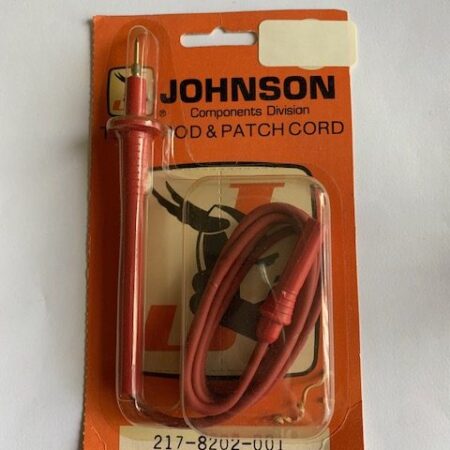 JOHNSON
®
Components Division
T OD & PATCH CORD
217-8202-001